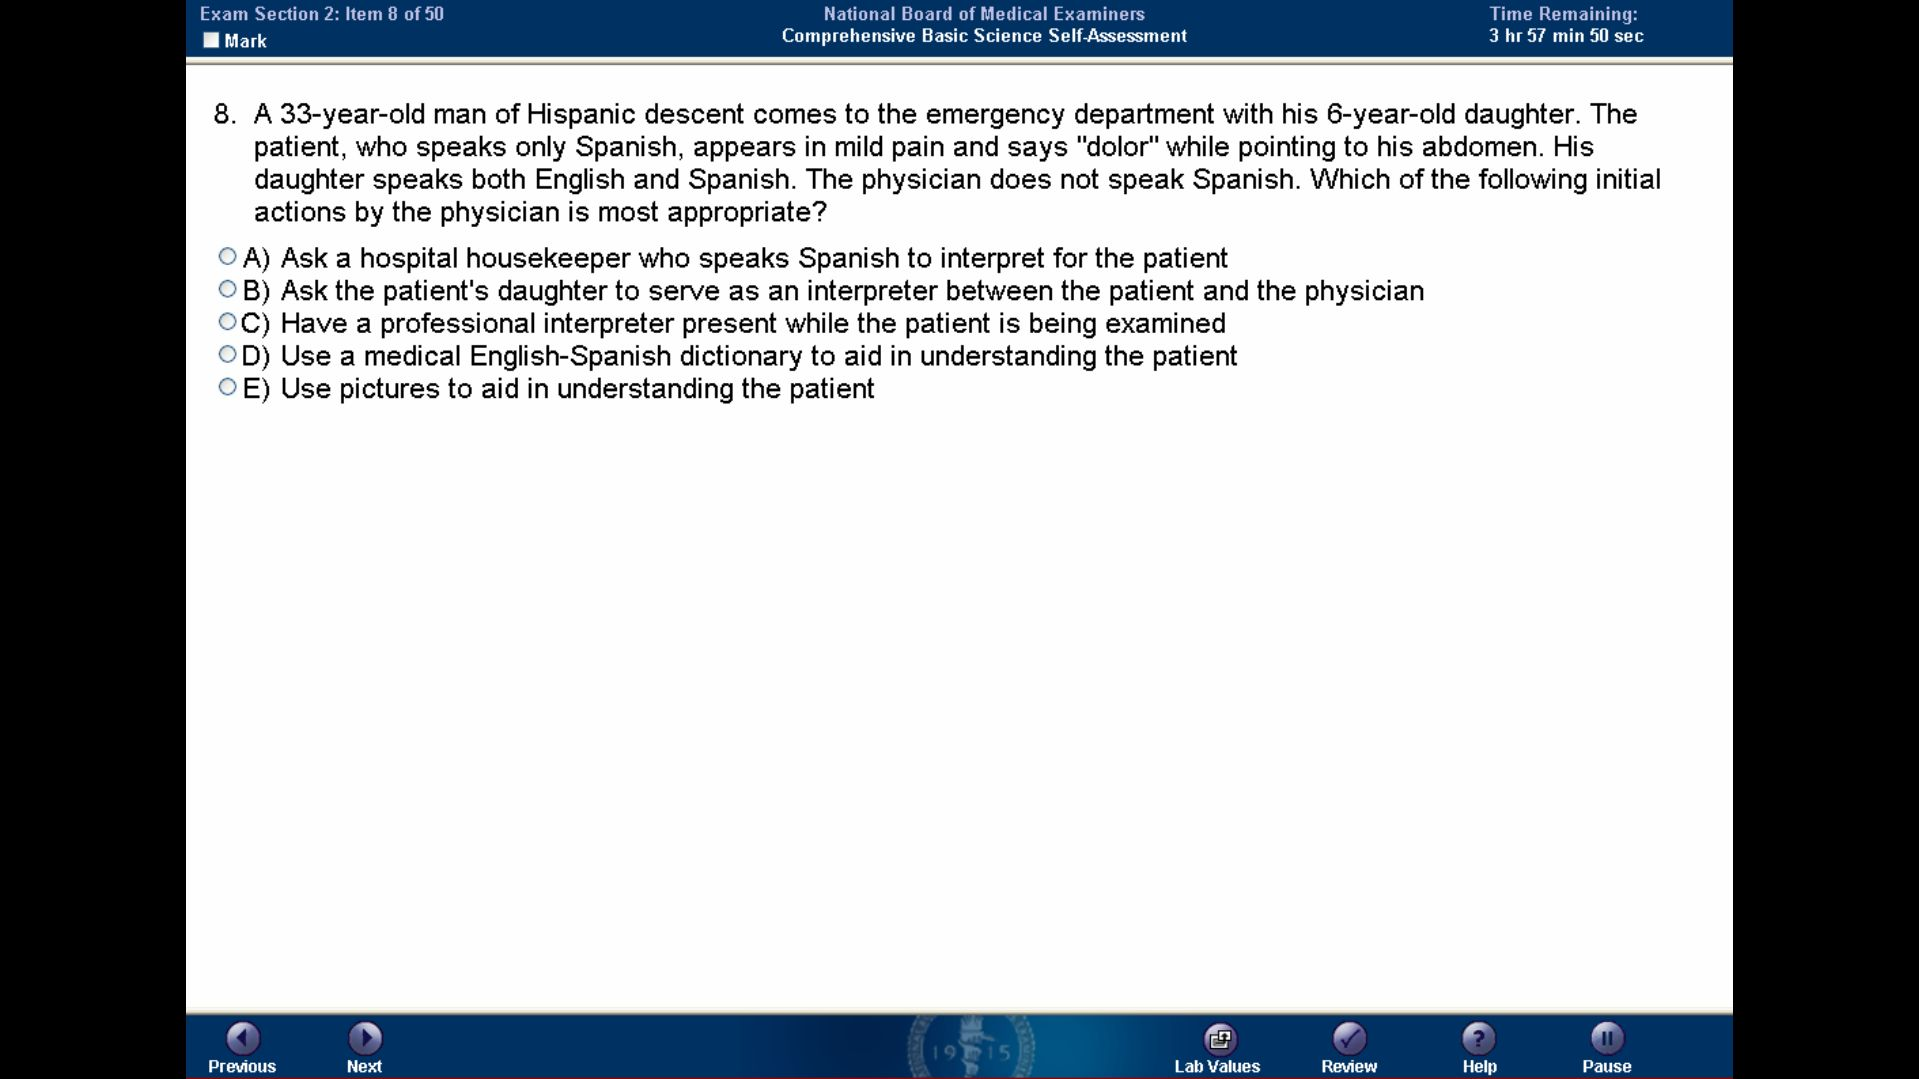 Exam Section 2: Item 8 of 50
National Board of Medical Examiners
Time Remaining:
Mark
Comprehensive Basic Science Self-Assessment
3 hr 57 min 50 sec
8. A 33-year-old man of Hispanic descent comes to the emergency department with his 6-year-old daughter. The
patient, who speaks only Spanish, appears in mild pain and says "dolor" while pointing to his abdomen. His
daughter speaks both English and Spanish. The physician does not speak Spanish. Which of the following initial
actions by the physician is most appropriate?
A) Ask a hospital housekeeper who speaks Spanish to interpret for the patient
B) Ask the patient's daughter to serve as an interpreter between the patient and the physician
C) Have a professional interpreter present while the patient is being examined
D) Use a medical English-Spanish dictionary to aid in understanding the patient
E) Use pictures to aid in understanding the patient
1915
Previous
Next
Lab Values
Review
Help
Pause